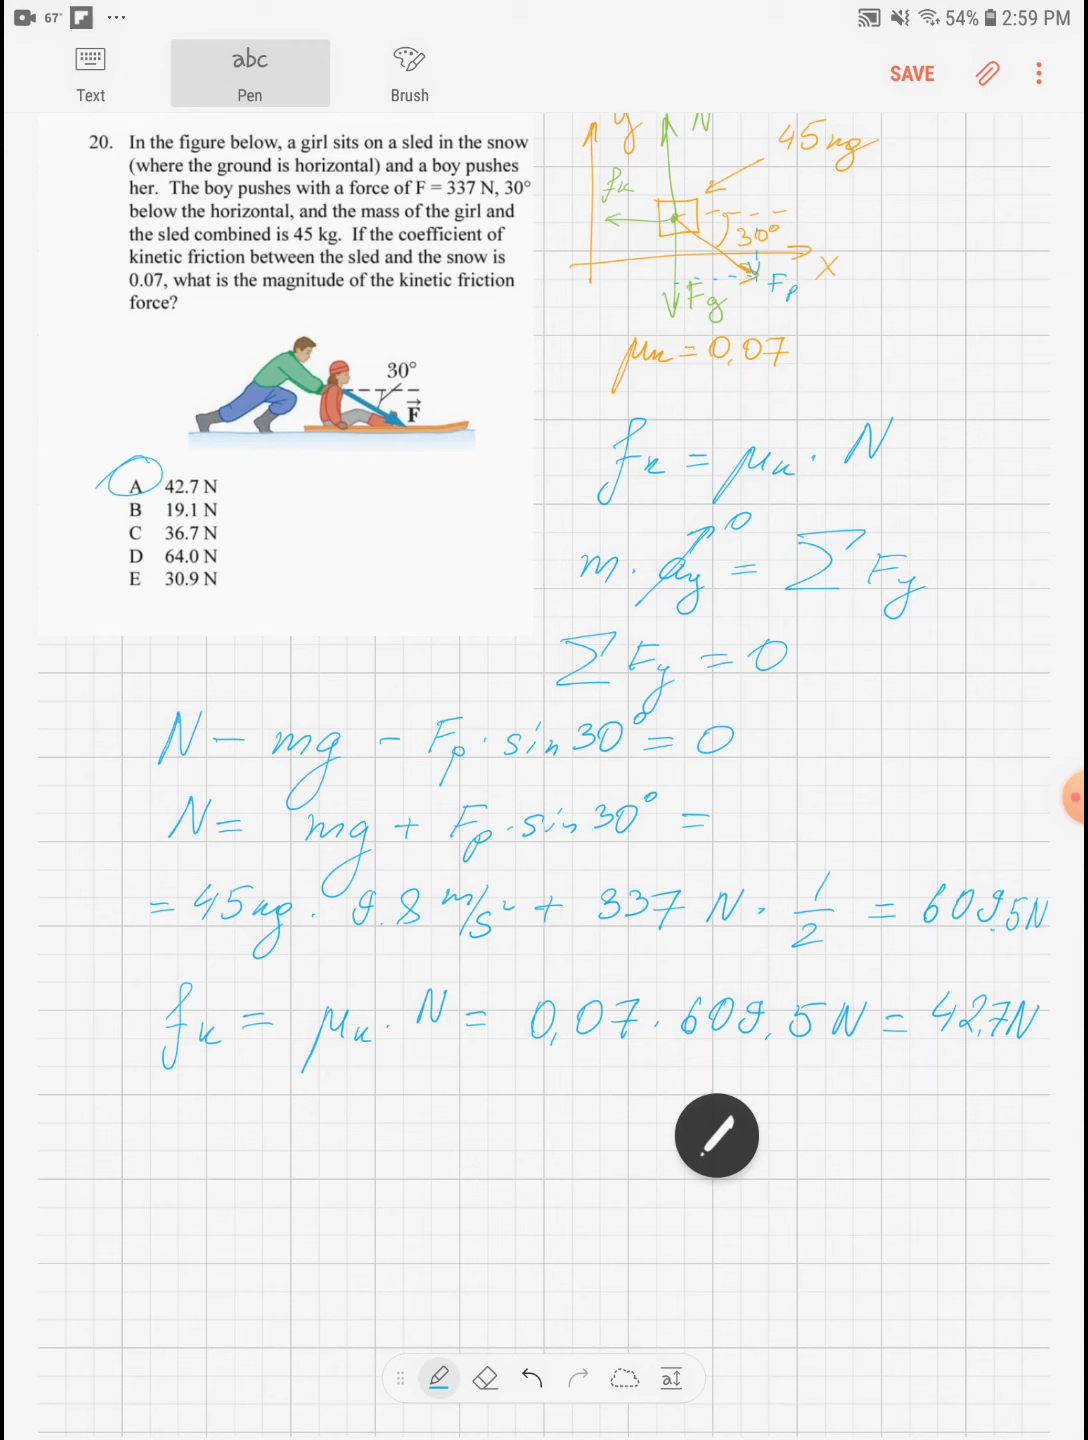 67°
54%
2:59 PM
Text
abc
Pen
Brush
SAVE
20. In the figure below, a girl sits on a sled in the snow
(where the ground is horizontal) and a boy pushes
her. The boy pushes with a force of F = 337 N, 30°
below the horizontal, and the mass of the girl and
the sled combined is 45 kg. If the coefficient of
kinetic friction between the sled and the snow is
0.07, what is the magnitude of the kinetic friction
force?
30°
F
A 42.7 N
B 19.1 N
C 36.7 N
D 64.0 N
E 30.9 N
y
N
45 kg
fk
30°
x
Fp
Fg
μk = 0,07
fk = μk · N
m · ay = ΣFy
0
ΣFy = 0
N - mg - Fp · sin 30° = 0
N = mg + Fp · sin 30° =
= 45 kg · 9.8 m/s² + 337 N · 1/2 = 609.5N
fk = μk · N = 0,07 · 609,5 N = 42,7N
a